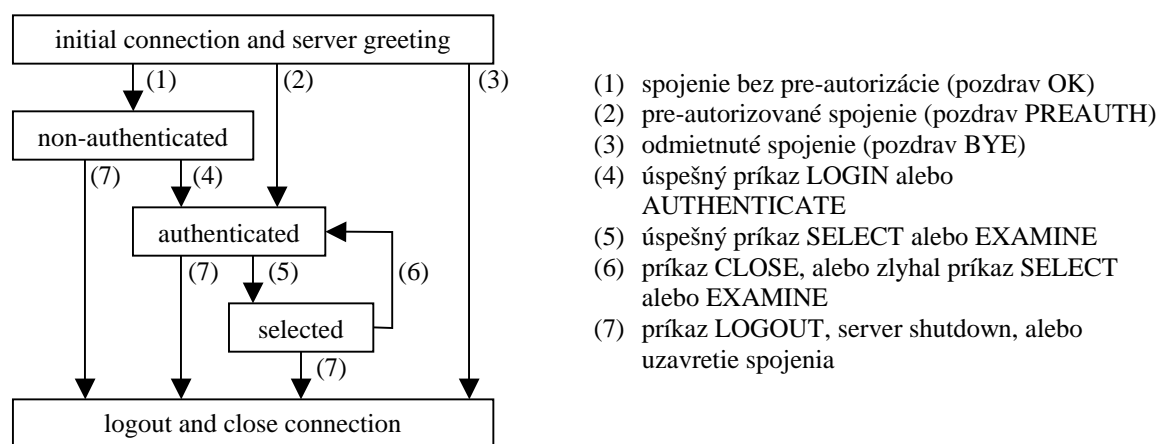 initial connection and server greeting
(1)
(2)
(3)
non-authenticated
(7)
(4)
authenticated
(7)
(5)
(6)
selected
(7)
logout and close connection
(1) spojenie bez pre-autorizácie (pozdrav OK)
(2) pre-autorizované spojenie (pozdrav PREAUTH)
(3) odmietnuté spojenie (pozdrav BYE)
(4) úspešný príkaz LOGIN alebo
AUTHENTICATE
(5) úspešný príkaz SELECT alebo EXAMINE
(6) príkaz CLOSE, alebo zlyhal príkaz SELECT
alebo EXAMINE
(7) príkaz LOGOUT, server shutdown, alebo
uzavretie spojenia